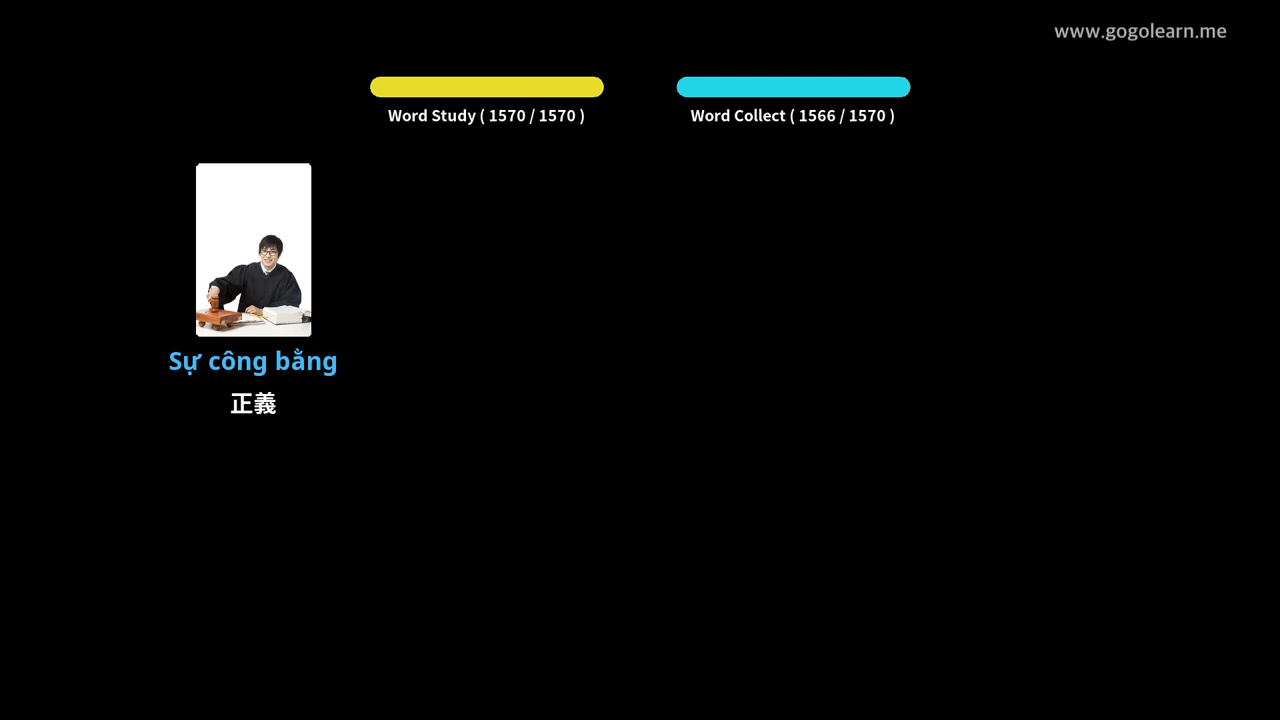 www.gogolearn.me
Word Study ( 1570 / 1570 )
Word Collect ( 1566 / 1570 )
Sự công bằng
正義